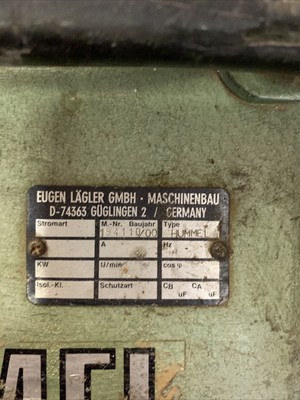 EUGEN LÄGLER GMBH · MASCHINENBAU
D-74363 GÜGLINGEN 2 / GERMANY
Stromart M.-Nr. Baujahr Type
/00 HUMMEL
A Hz
KW U/min cos φ
Isol.-Kl. Schutzart CB uF CA uF